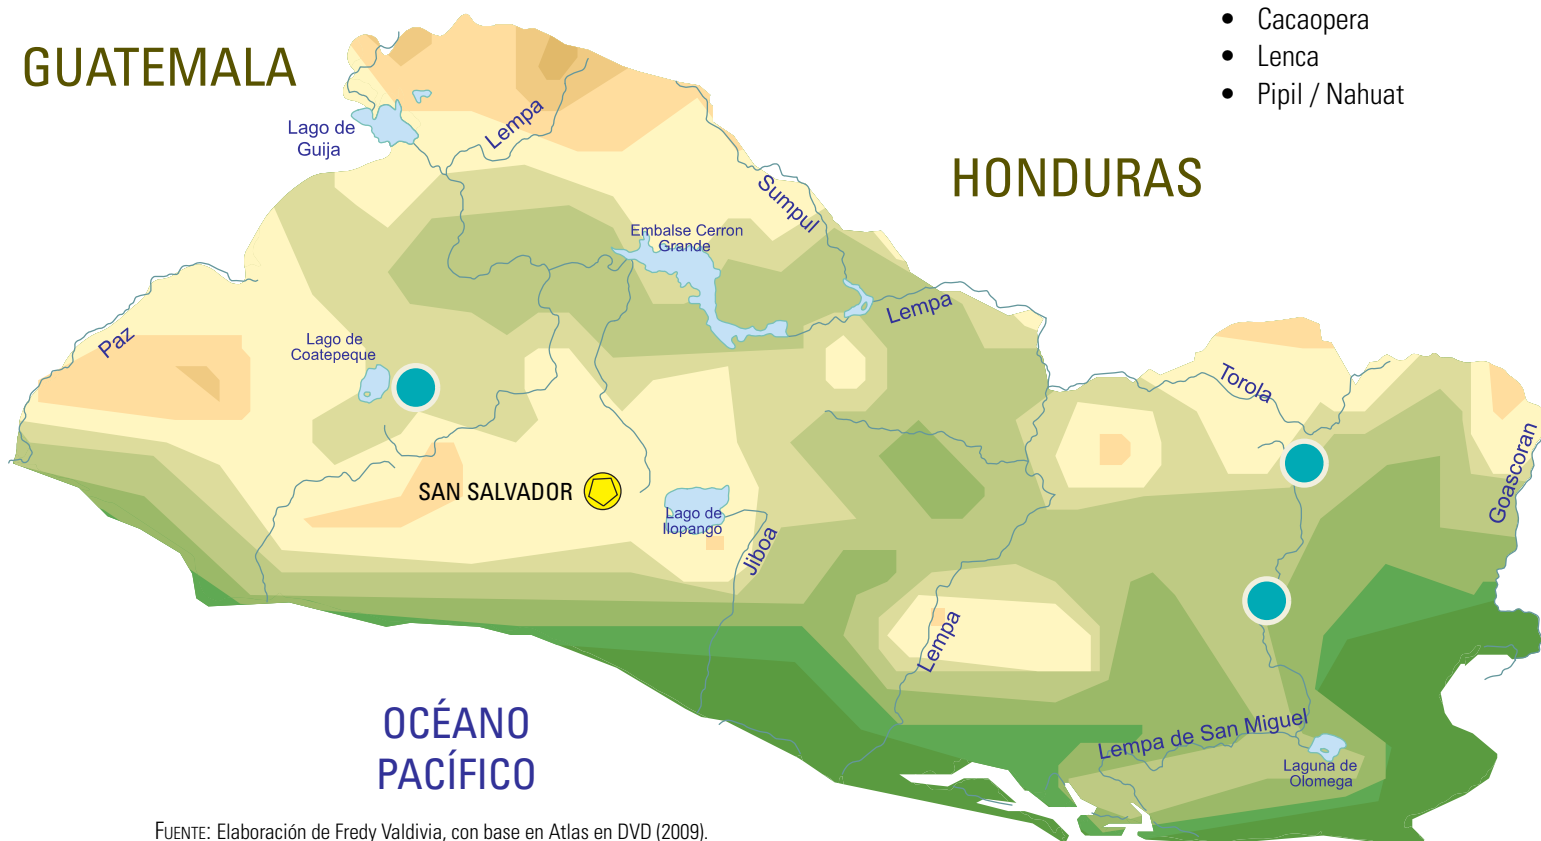 • Cacaopera
• Lenca
• Pipil / Nahuat
GUATEMALA
HONDURAS
Lago de
Guija
Lempa
Sumpul
Embalse Cerron
Grande
Lempa
Paz
Lago de
Coatepeque
Torola
Goascoran
SAN SALVADOR
Lago de
Ilopango
Jiboa
Lempa
Lempa de San Miguel
Laguna de
Olomega
OCÉANO
PACÍFICO
FUENTE: Elaboración de Fredy Valdivia, con base en Atlas en DVD (2009).